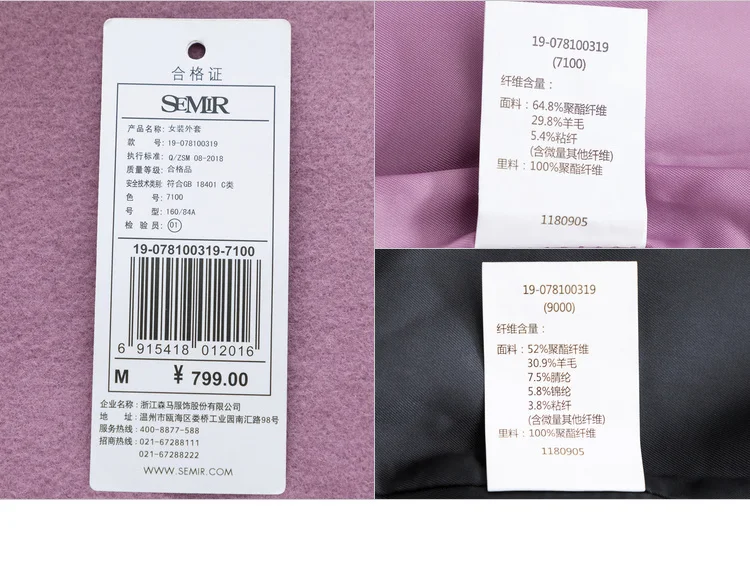 合格证
SEMIR
产品名称：女装外套
款 号：19-078100319
执行标准：Q/ZSM 08-2018
质量等级：合格品
安全技术类别：符合GB 18401 C类
色 号：7100
号 型：160/84A
检 验 员：01
19-078100319-7100
6 915418 012016
M ¥ 799.00
企业名称：浙江森马服饰股份有限公司
地 址：温州市瓯海区娄桥工业园南汇路98号
服务热线：400-8877-588
招商热线：021-67288111
021-67288222
WWW.SEMIR.COM
19-078100319
(7100)
纤维含量：
面料：64.8%聚酯纤维
29.8%羊毛
5.4%粘纤
(含微量其他纤维)
里料：100%聚酯纤维
1180905
19-078100319
(9000)
纤维含量：
面料：52%聚酯纤维
30.9%羊毛
7.5%腈纶
5.8%锦纶
3.8%粘纤
(含微量其他纤维)
里料：100%聚酯纤维
1180905